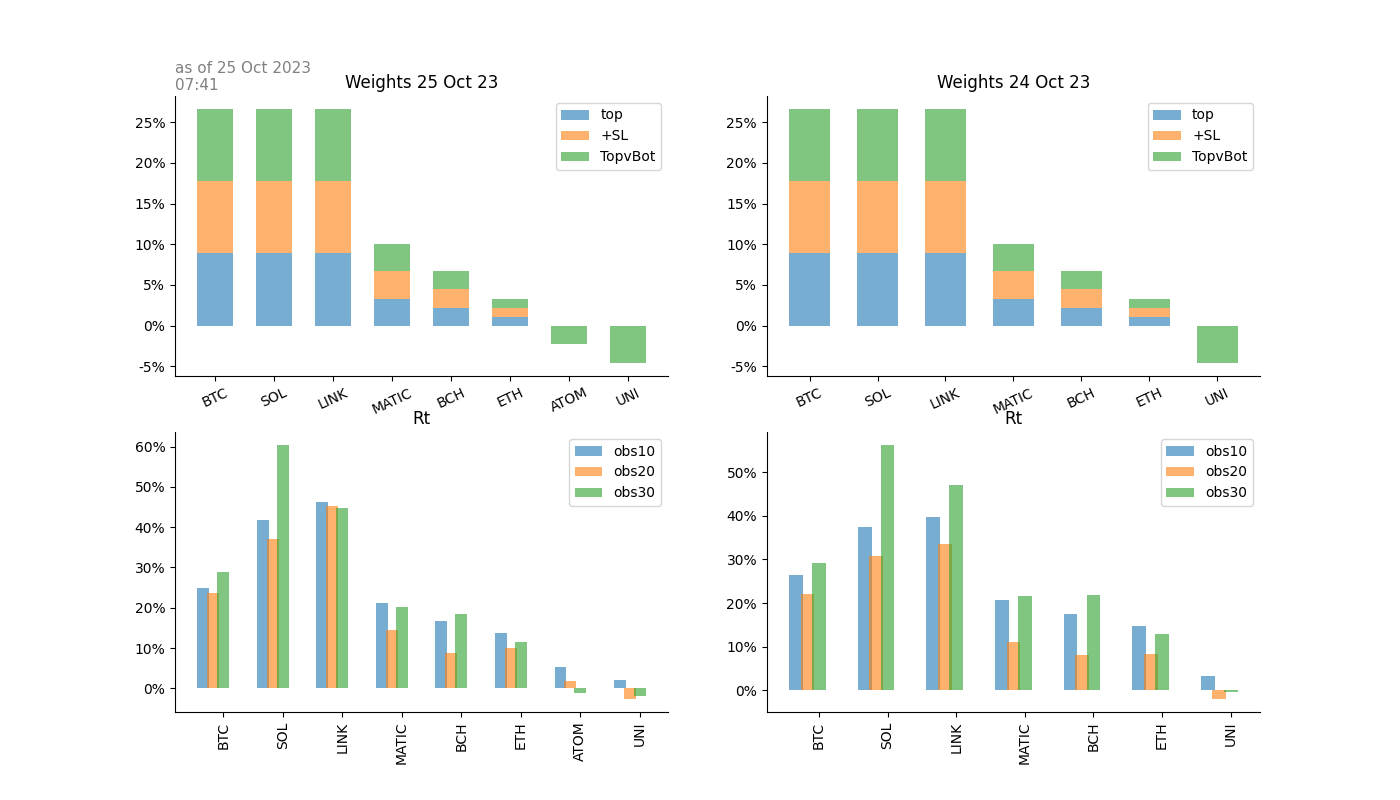 as of 25 Oct 2023
07:41
Weights 25 Oct 23
25%
20%
15%
10%
5%
0%
-5%
top
+SL
TopvBot
BTC SOL LINK MATIC BCH ETH ATOM UNI
Weights 24 Oct 23
25%
20%
15%
10%
5%
0%
-5%
top
+SL
TopvBot
BTC SOL LINK MATIC BCH ETH UNI
Rt
60%
50%
40%
30%
20%
10%
0%
obs10
obs20
obs30
BTC SOL LINK MATIC BCH ETH ATOM UNI
Rt
50%
40%
30%
20%
10%
0%
obs10
obs20
obs30
BTC SOL LINK MATIC BCH ETH UNI